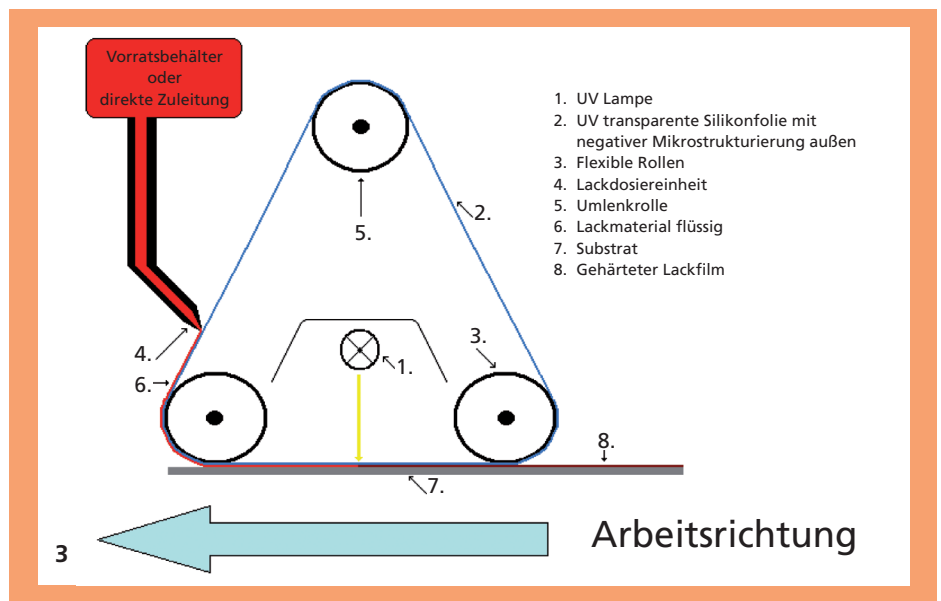 Vorratsbehälter
oder
direkte Zuleitung
1. UV Lampe
2. UV transparente Silikonfolie mit
negativer Mikrostrukturierung außen
3. Flexible Rollen
4. Lackdosiereinheit
5. Umlenkrolle
6. Lackmaterial flüssig
7. Substrat
8. Gehärteter Lackfilm
2.
5.
4.
3.
1.
6.
8.
7.
Arbeitsrichtung
3